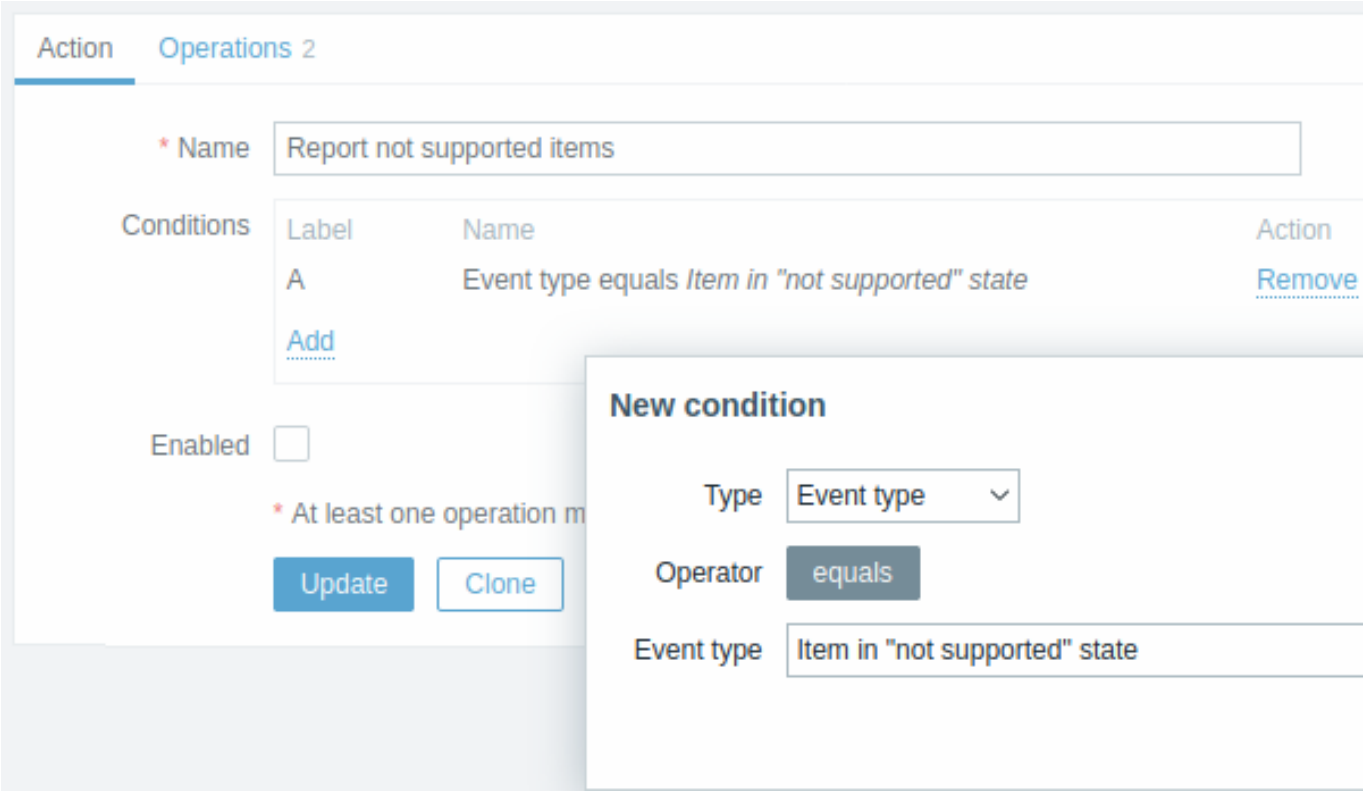 Action Operations 2
* Name Report not supported items
Conditions Label Name Action
A Event type equals Item in "not supported" state Remove
Add
New condition
Enabled
Type Event type
* At least one operation m
Operator equals
Update Clone
Event type Item in "not supported" state